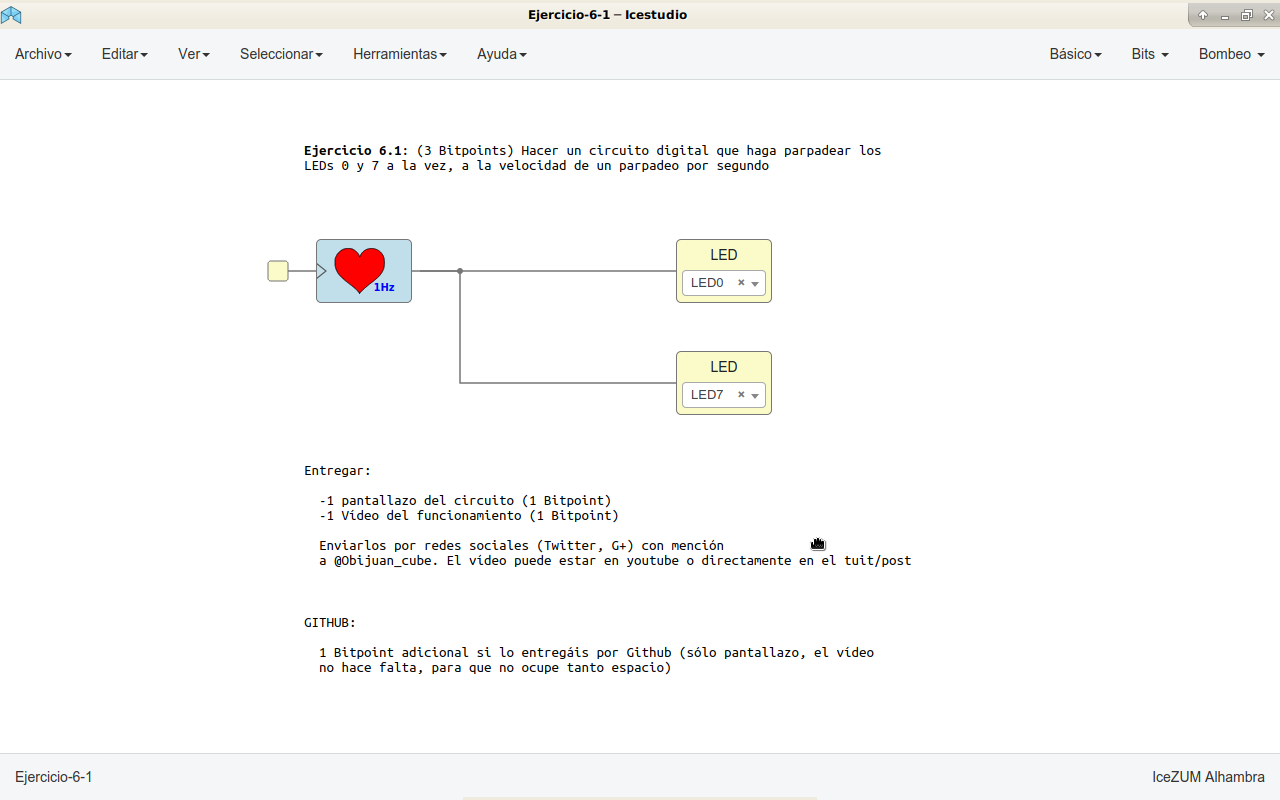 Ejercicio-6-1 – Icestudio
Archivo Editar Ver Seleccionar Herramientas Ayuda Básico Bits Bombeo
Ejercicio 6.1: (3 Bitpoints) Hacer un circuito digital que haga parpadear los
LEDs 0 y 7 a la vez, a la velocidad de un parpadeo por segundo
LED
1Hz
LED0 ×
LED
LED7 ×
Entregar:
-1 pantallazo del circuito (1 Bitpoint)
-1 Vídeo del funcionamiento (1 Bitpoint)
Enviarlos por redes sociales (Twitter, G+) con mención
a @Obijuan_cube. El vídeo puede estar en youtube o directamente en el tuit/post
GITHUB:
1 Bitpoint adicional si lo entregáis por Github (sólo pantallazo, el vídeo
no hace falta, para que no ocupe tanto espacio)
Ejercicio-6-1 IceZUM Alhambra